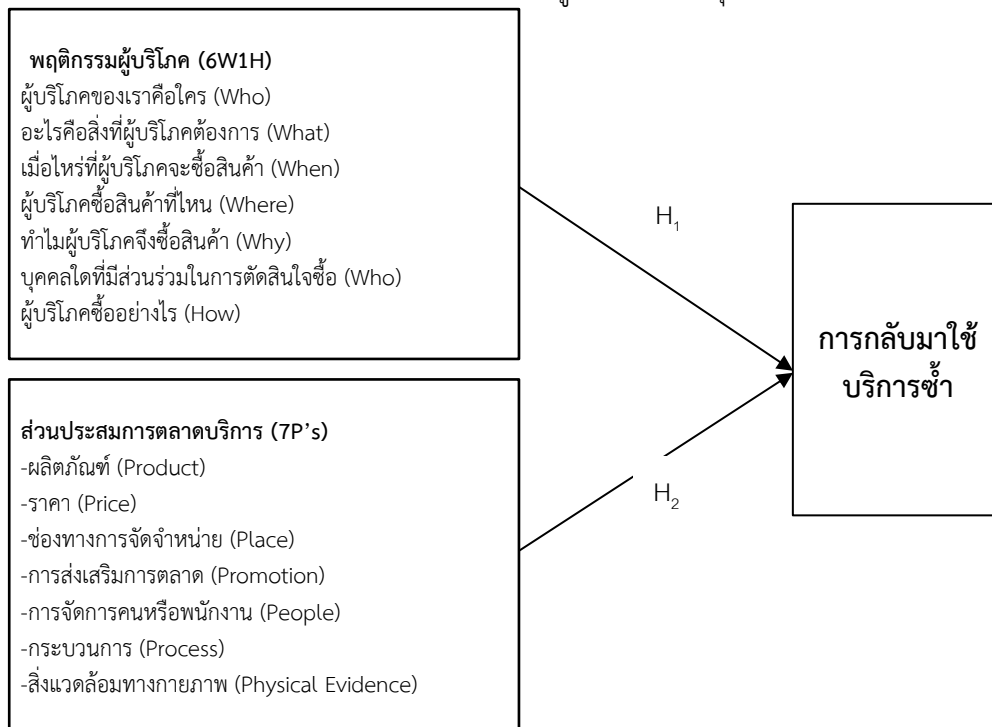 พฤติกรรมผู้บริโภค (6W1H)
ผู้บริโภคของเราคือใคร (Who)
อะไรคือสิ่งที่ผู้บริโภคต้องการ (What)
เมื่อไหร่ที่ผู้บริโภคจะซื้อสินค้า (When)
ผู้บริโภคซื้อสินค้าที่ไหน (Where)
ทำไมผู้บริโภคจึงซื้อสินค้า (Why)
บุคคลใดที่มีส่วนร่วมในการตัดสินใจซื้อ (Who)
ผู้บริโภคซื้ออย่างไร (How)
H₁
การกลับมาใช้
บริการซ้ำ
ส่วนประสมการตลาดบริการ (7P’s)
-ผลิตภัณฑ์ (Product)
-ราคา (Price)
-ช่องทางการจัดจำหน่าย (Place)
-การส่งเสริมการตลาด (Promotion)
-การจัดการคนหรือพนักงาน (People)
-กระบวนการ (Process)
-สิ่งแวดล้อมทางกายภาพ (Physical Evidence)
H₂